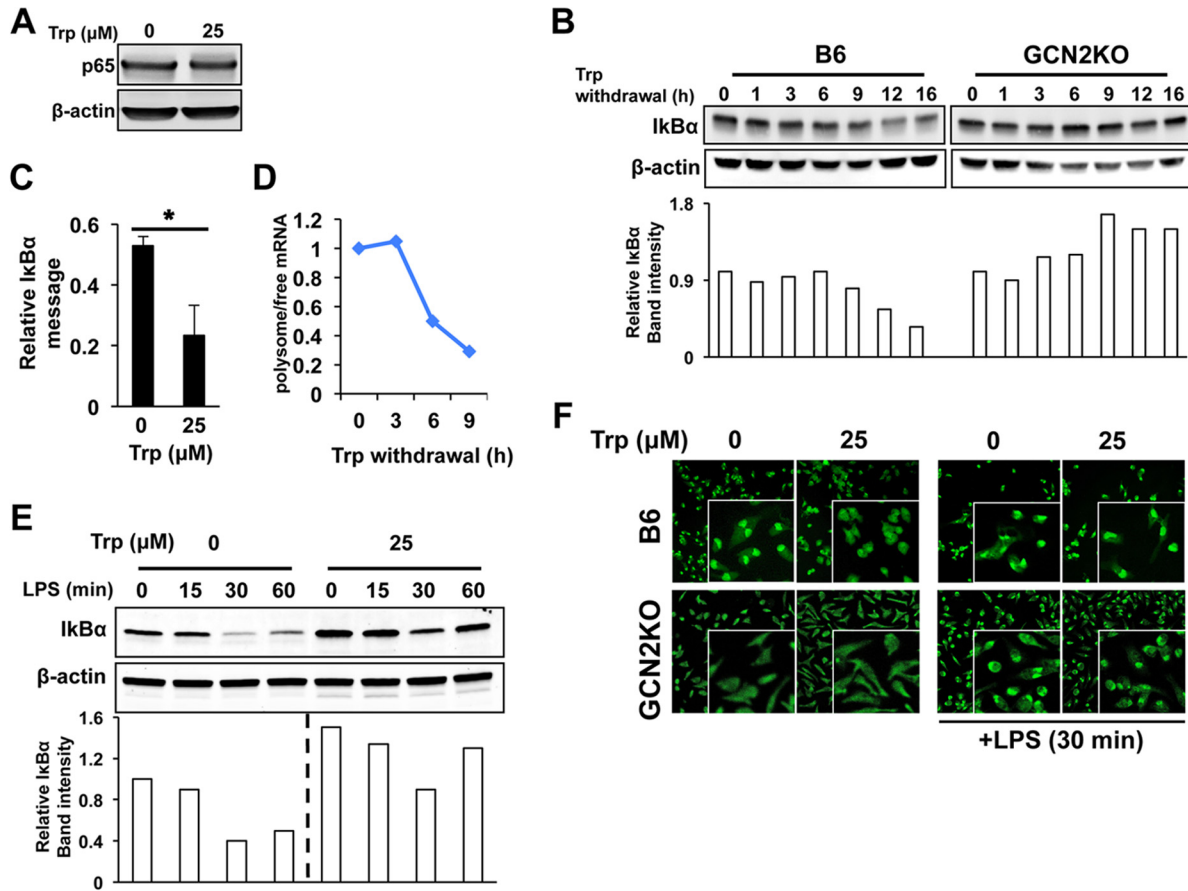 A
Trp (µM) 0 25
p65
β-actin
B
B6 GCN2KO
Trp
withdrawal (h) 0 1 3 6 9 12 16 0 1 3 6 9 12 16
IkBα
β-actin
Relative IκBα
Band intensity
1.8
0.9
0
C
Relative IκBα
message
*
0.6
0.4
0.2
0
0 25
Trp (µM)
D
polysome/free mRNA
1.2
1
0.8
0.6
0.4
0.2
0
0 3 6 9
Trp withdrawal (h)
E
Trp (µM) 0 25
LPS (min) 0 15 30 60 0 15 30 60
IkBα
β-actin
Relative IκBα
Band intensity
1.6
1.2
0.8
0.4
0
F
Trp (µM) 0 25 0 25
B6
GCN2KO
+LPS (30 min)